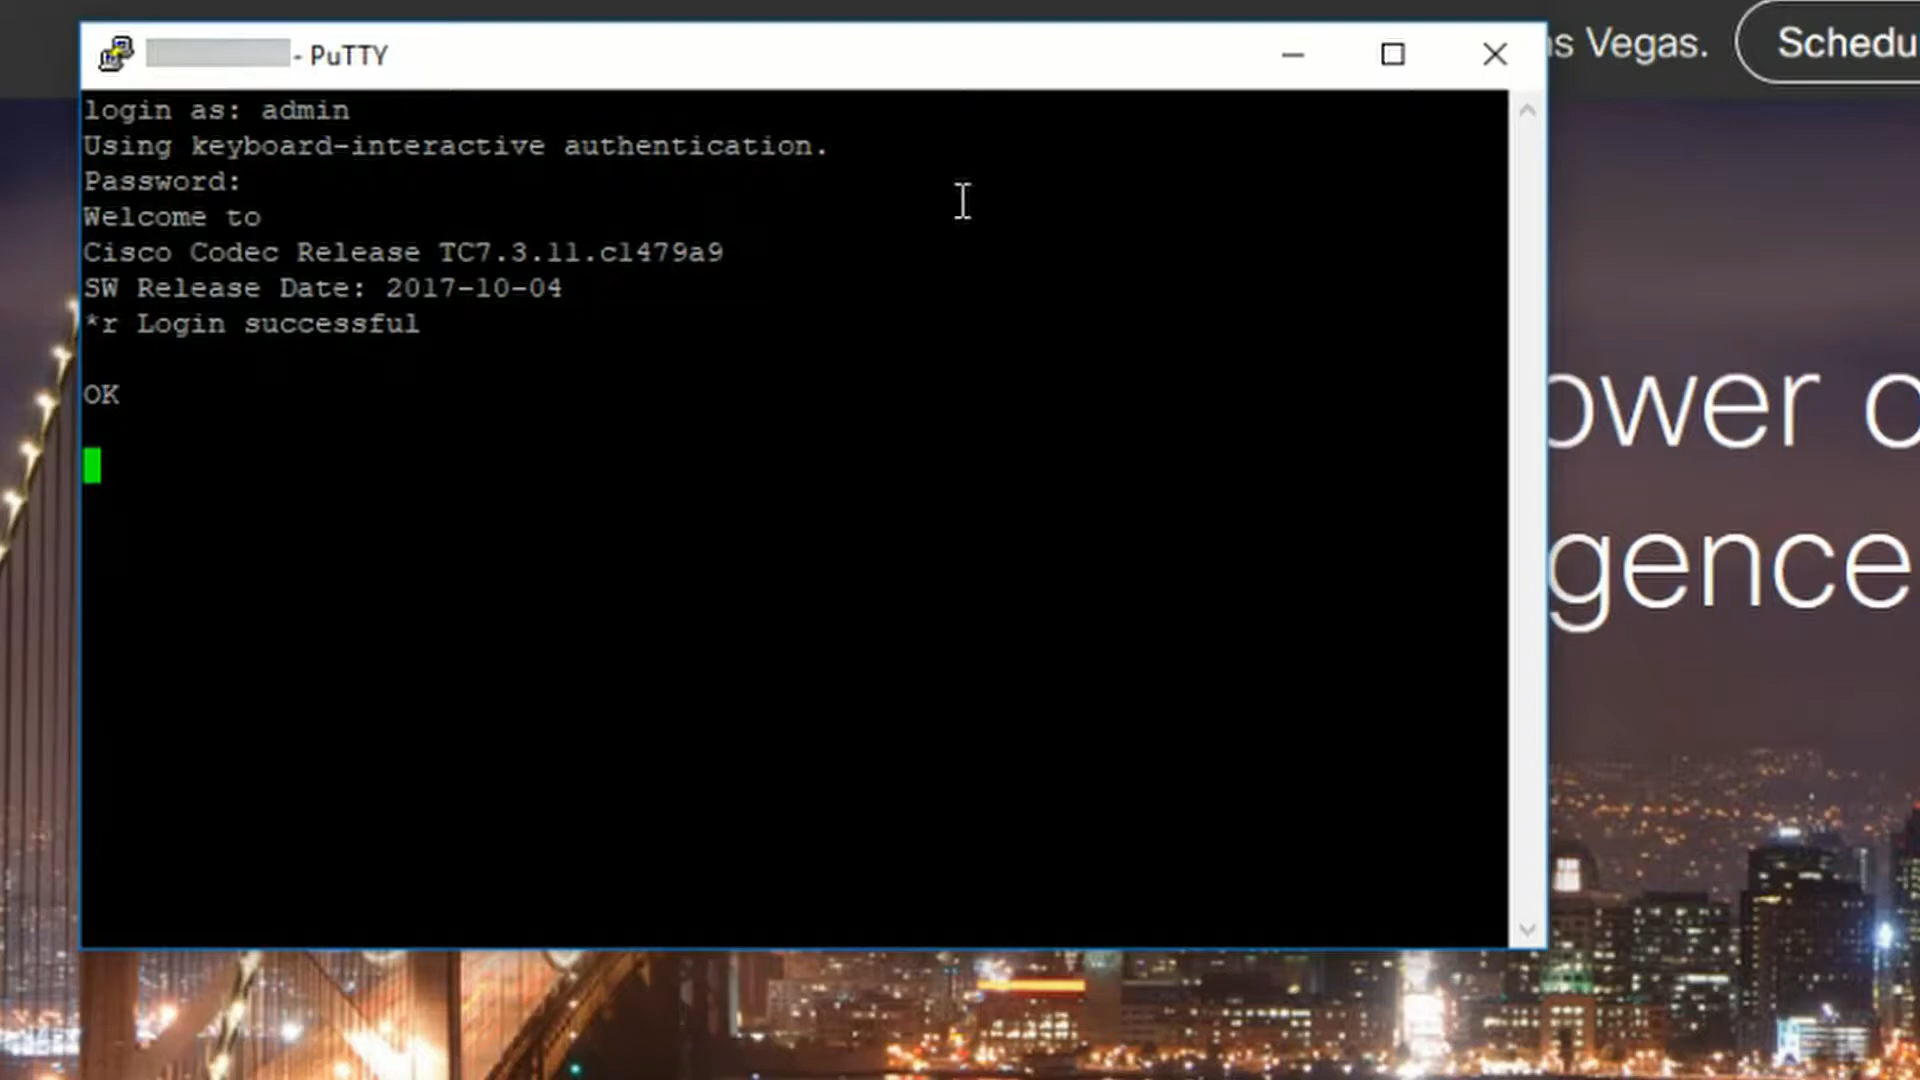 - PuTTY
as Vegas.
Schedu
login as: admin
Using keyboard-interactive authentication.
Password:
Welcome to
Cisco Codec Release TC7.3.11.c1479a9
SW Release Date: 2017-10-04
*r Login successful
OK
ower o
gence